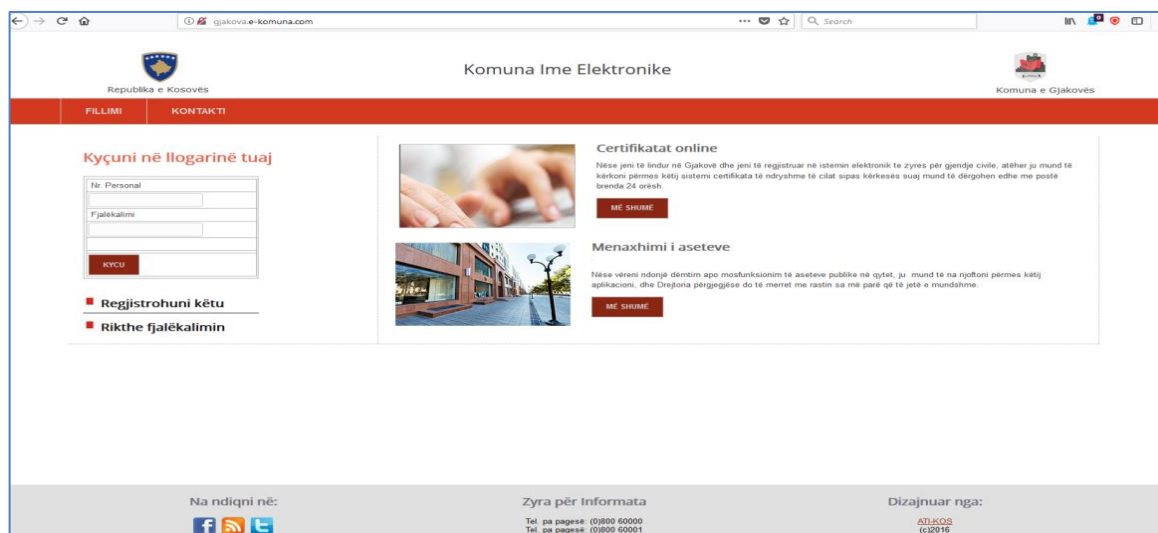 gjakova.e-komuna.com
Search
Republika e Kosovës
Komuna Ime Elektronike
Komuna e Gjakovës
FILLIMI
KONTAKTI
Kyçuni në llogarinë tuaj
Nr. Personal
Fjalëkalimi
KYCU
Regjistrohuni këtu
Rikthe fjalëkalimin
Certifikatat online
Nëse jeni të lindur në Gjakovë dhe jeni të regjistruar në istemin elektronik te zyres për gjendje civile, atëher ju mund të
kërkoni përmes këtij sistemi certifikata të ndryshme të cilat sipas kërkesës suaj mund të dërgohen edhe me postë
brenda 24 orësh.
MË SHUMË
Menaxhimi i aseteve
Nëse vëreni ndonjë dëmtim apo mosfunksionim të aseteve publike në qytet, ju mund të na njoftoni përmes këtij
aplikacioni, dhe Drejtoria përgjegjëse do të merret me rastin sa më parë që të jetë e mundshme.
MË SHUMË
Na ndiqni në:
Zyra për Informata
Tel. pa pagesë: (0)800 60000
Tel. pa pagesë: (0)800 60001
Dizajnuar nga:
ATI-KOS
(c)2016